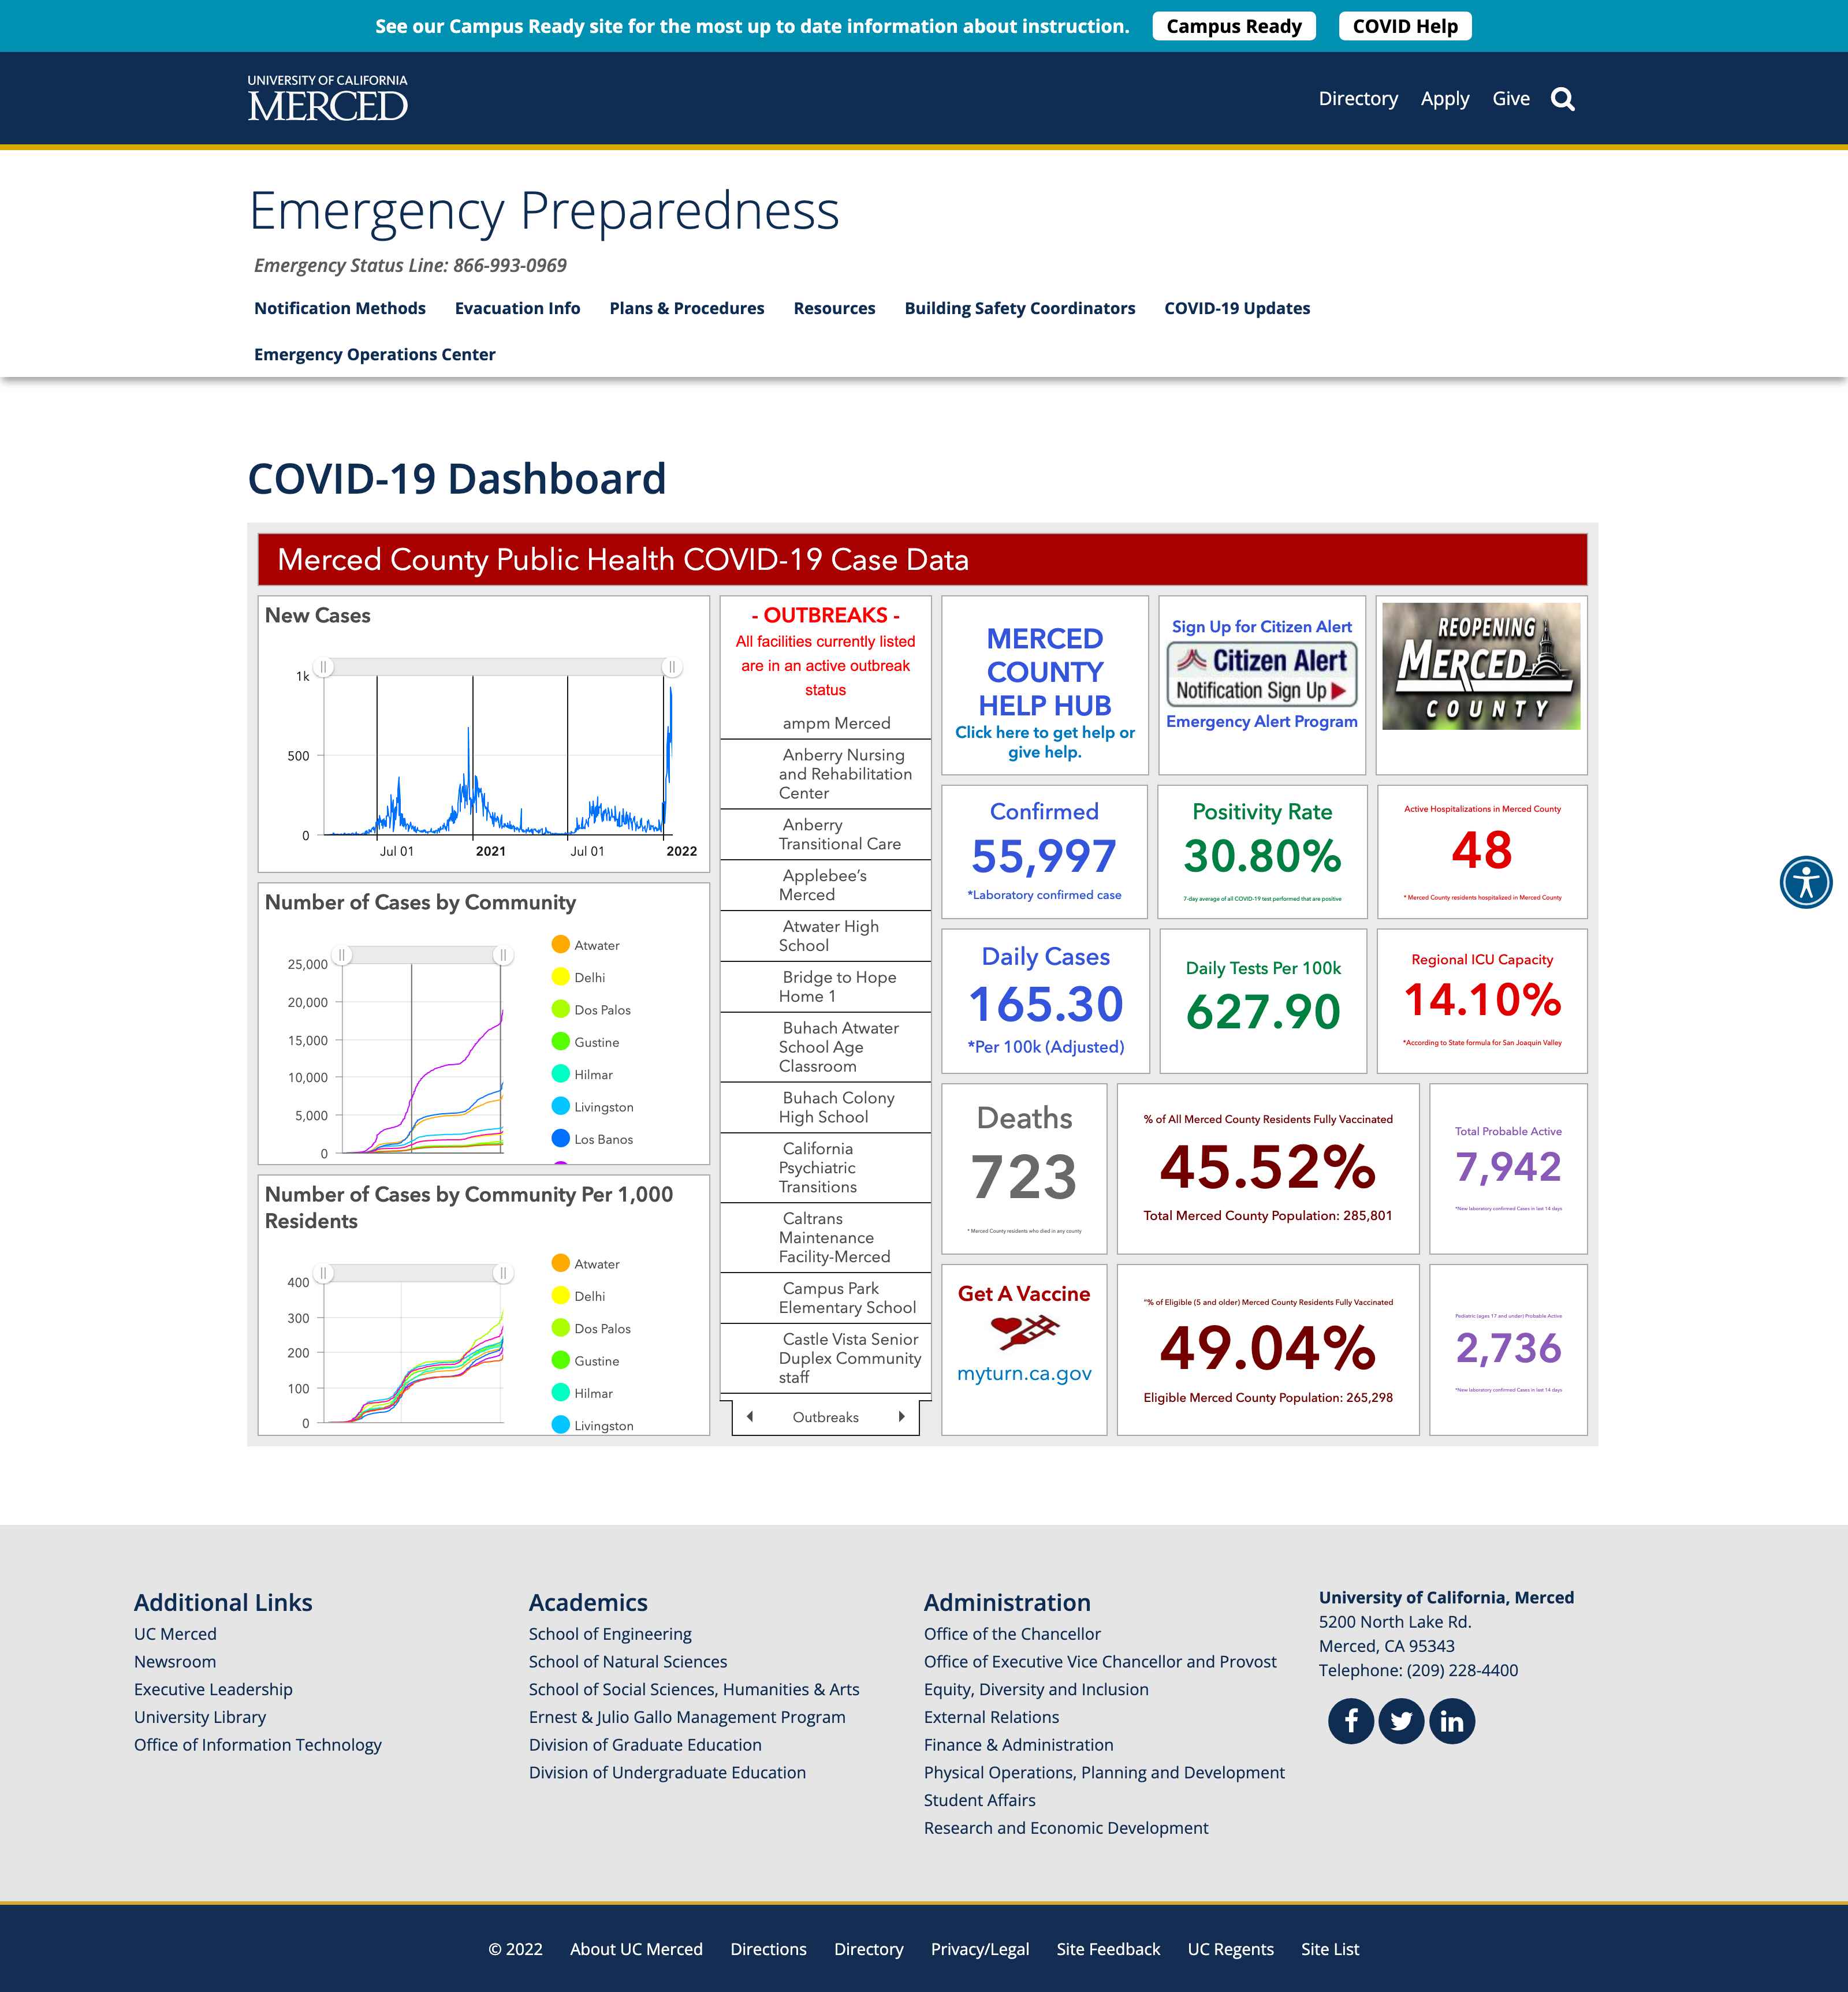 See our Campus Ready site for the most up to date information about instruction.
Campus Ready
COVID Help
UNIVERSITY OF CALIFORNIA
MERCED
Directory
Apply
Give
Emergency Preparedness
Emergency Status Line: 866-993-0969
Notification Methods
Evacuation Info
Plans & Procedures
Resources
Building Safety Coordinators
COVID-19 Updates
Emergency Operations Center
COVID-19 Dashboard
Merced County Public Health COVID-19 Case Data
New Cases
1k
500
0
Jul 01
2021
Jul 01
2022
Number of Cases by Community
25,000
20,000
15,000
10,000
5,000
0
Atwater
Delhi
Dos Palos
Gustine
Hilmar
Livingston
Los Banos
Number of Cases by Community Per 1,000
Residents
400
300
200
100
0
Atwater
Delhi
Dos Palos
Gustine
Hilmar
Livingston
- OUTBREAKS -
All facilities currently listed
are in an active outbreak
status
ampm Merced
Anberry Nursing
and Rehabilitation
Center
Anberry
Transitional Care
Applebee’s
Merced
Atwater High
School
Bridge to Hope
Home 1
Buhach Atwater
School Age
Classroom
Buhach Colony
High School
California
Psychiatric
Transitions
Caltrans
Maintenance
Facility-Merced
Campus Park
Elementary School
Castle Vista Senior
Duplex Community
staff
Outbreaks
MERCED
COUNTY
HELP HUB
Click here to get help or
give help.
Sign Up for Citizen Alert
Citizen Alert
Notification Sign Up
Emergency Alert Program
REOPENING
MERCED
COUNTY
Confirmed
55,997
*Laboratory confirmed case
Positivity Rate
30.80%
7-day average of all COVID-19 test performed that are positive
Active Hospitalizations in Merced County
48
* Merced County residents hospitalized in Merced County
Daily Cases
165.30
*Per 100k (Adjusted)
Daily Tests Per 100k
627.90
Regional ICU Capacity
14.10%
*According to State formula for San Joaquin Valley
Deaths
723
* Merced County residents who died in any county
% of All Merced County Residents Fully Vaccinated
45.52%
Total Merced County Population: 285,801
Total Probable Active
7,942
*New laboratory confirmed Cases in last 14 days
Get A Vaccine
myturn.ca.gov
"% of Eligible (5 and older) Merced County Residents Fully Vaccinated
49.04%
Eligible Merced County Population: 265,298
Pediatric (ages 17 and under) Probable Active
2,736
*New laboratory confirmed Cases in last 14 days
Additional Links
UC Merced
Newsroom
Executive Leadership
University Library
Office of Information Technology
Academics
School of Engineering
School of Natural Sciences
School of Social Sciences, Humanities & Arts
Ernest & Julio Gallo Management Program
Division of Graduate Education
Division of Undergraduate Education
Administration
Office of the Chancellor
Office of Executive Vice Chancellor and Provost
Equity, Diversity and Inclusion
External Relations
Finance & Administration
Physical Operations, Planning and Development
Student Affairs
Research and Economic Development
University of California, Merced
5200 North Lake Rd.
Merced, CA 95343
Telephone: (209) 228-4400
© 2022
About UC Merced
Directions
Directory
Privacy/Legal
Site Feedback
UC Regents
Site List